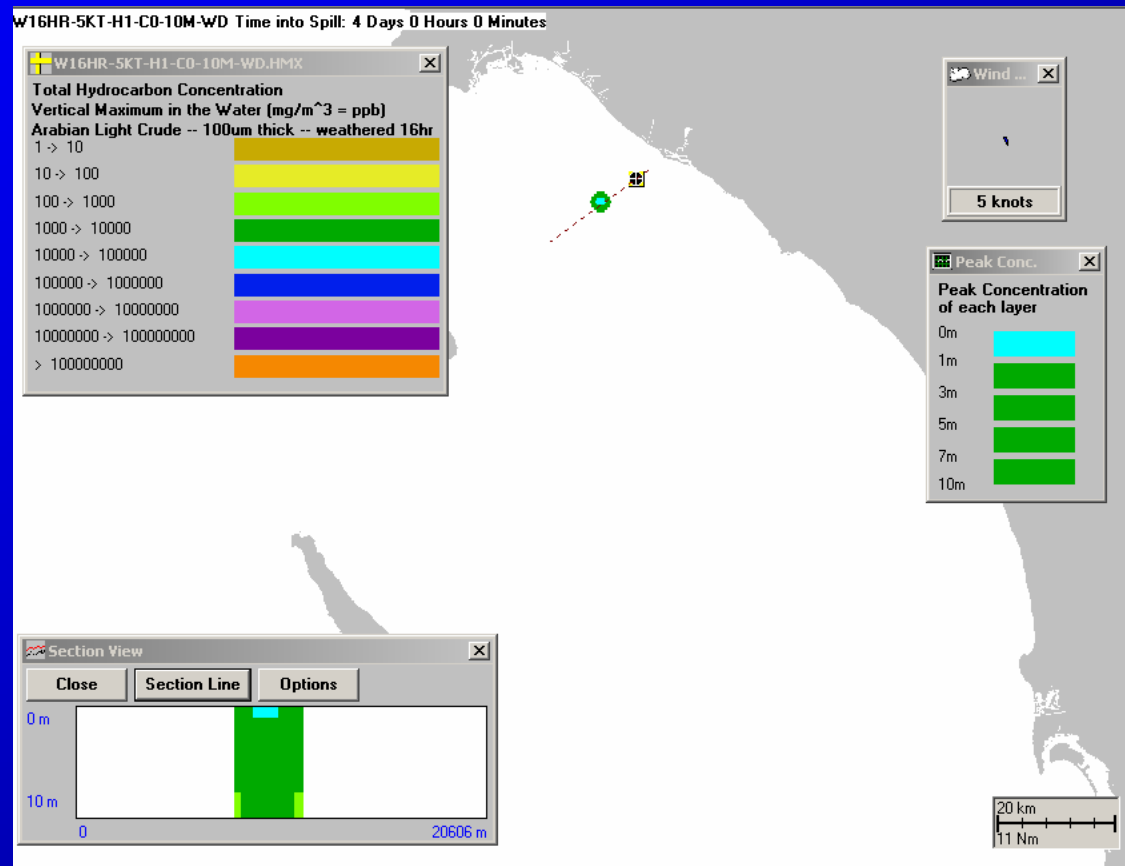 W16HR-5KT-H1-C0-10M-WD Time into Spill: 4 Days 0 Hours 0 Minutes
W16HR-5KT-H1-C0-10M-WD.HMX
Total Hydrocarbon Concentration
Vertical Maximum in the Water (mg/m^3 = ppb)
Arabian Light Crude -- 100um thick -- weathered 16hr
1 -> 10
10 -> 100
100 -> 1000
1000 -> 10000
10000 -> 100000
100000 -> 1000000
1000000 -> 10000000
10000000 -> 100000000
> 100000000
Wind ...
5 knots
Peak Conc.
Peak Concentration
of each layer
0m
1m
3m
5m
7m
10m
Section View
Close Section Line Options
0 m
10 m
0 20606 m
20 km
11 Nm